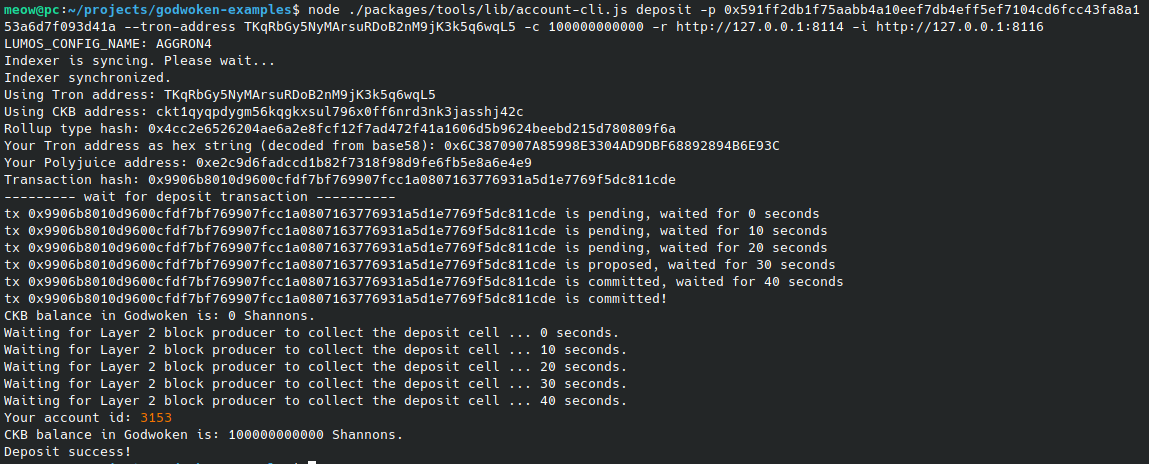 meow@pc:~/projects/godwoken-examples$ node ./packages/tools/lib/account-cli.js deposit -p 0x591ff2db1f75aabb4a10eef7db4eff5ef7104cd6fcc43fa8a1
53a6d7f093d41a --tron-address TKqRbGy5NyMArsuRDoB2nM9jK3k5q6wqL5 -c 100000000000 -r http://127.0.0.1:8114 -i http://127.0.0.1:8116
LUMOS_CONFIG_NAME: AGGRON4
Indexer is syncing. Please wait...
Indexer synchronized.
Using Tron address: TKqRbGy5NyMArsuRDoB2nM9jK3k5q6wqL5
Using CKB address: ckt1qyqpdygm56kqgkxsul796x0ff6nrd3nk3jasshj42c
Rollup type hash: 0x4cc2e6526204ae6a2e8fcf12f7ad472f41a1606d5b9624beebd215d780809f6a
Your Tron address as hex string (decoded from base58): 0x6C3870907A85998E3304AD9DBF68892894B6E93C
Your Polyjuice address: 0xe2c9d6fadccd1b82f7318f98d9fe6fb5e8a6e4e9
Transaction hash: 0x9906b8010d9600cfdf7bf769907fcc1a0807163776931a5d1e7769f5dc811cde
--------- wait for deposit transaction ----------
tx 0x9906b8010d9600cfdf7bf769907fcc1a0807163776931a5d1e7769f5dc811cde is pending, waited for 0 seconds
tx 0x9906b8010d9600cfdf7bf769907fcc1a0807163776931a5d1e7769f5dc811cde is pending, waited for 10 seconds
tx 0x9906b8010d9600cfdf7bf769907fcc1a0807163776931a5d1e7769f5dc811cde is pending, waited for 20 seconds
tx 0x9906b8010d9600cfdf7bf769907fcc1a0807163776931a5d1e7769f5dc811cde is proposed, waited for 30 seconds
tx 0x9906b8010d9600cfdf7bf769907fcc1a0807163776931a5d1e7769f5dc811cde is committed, waited for 40 seconds
tx 0x9906b8010d9600cfdf7bf769907fcc1a0807163776931a5d1e7769f5dc811cde is committed!
CKB balance in Godwoken is: 0 Shannons.
Waiting for Layer 2 block producer to collect the deposit cell ... 0 seconds.
Waiting for Layer 2 block producer to collect the deposit cell ... 10 seconds.
Waiting for Layer 2 block producer to collect the deposit cell ... 20 seconds.
Waiting for Layer 2 block producer to collect the deposit cell ... 30 seconds.
Waiting for Layer 2 block producer to collect the deposit cell ... 40 seconds.
Your account id: 3153
CKB balance in Godwoken is: 100000000000 Shannons.
Deposit success!